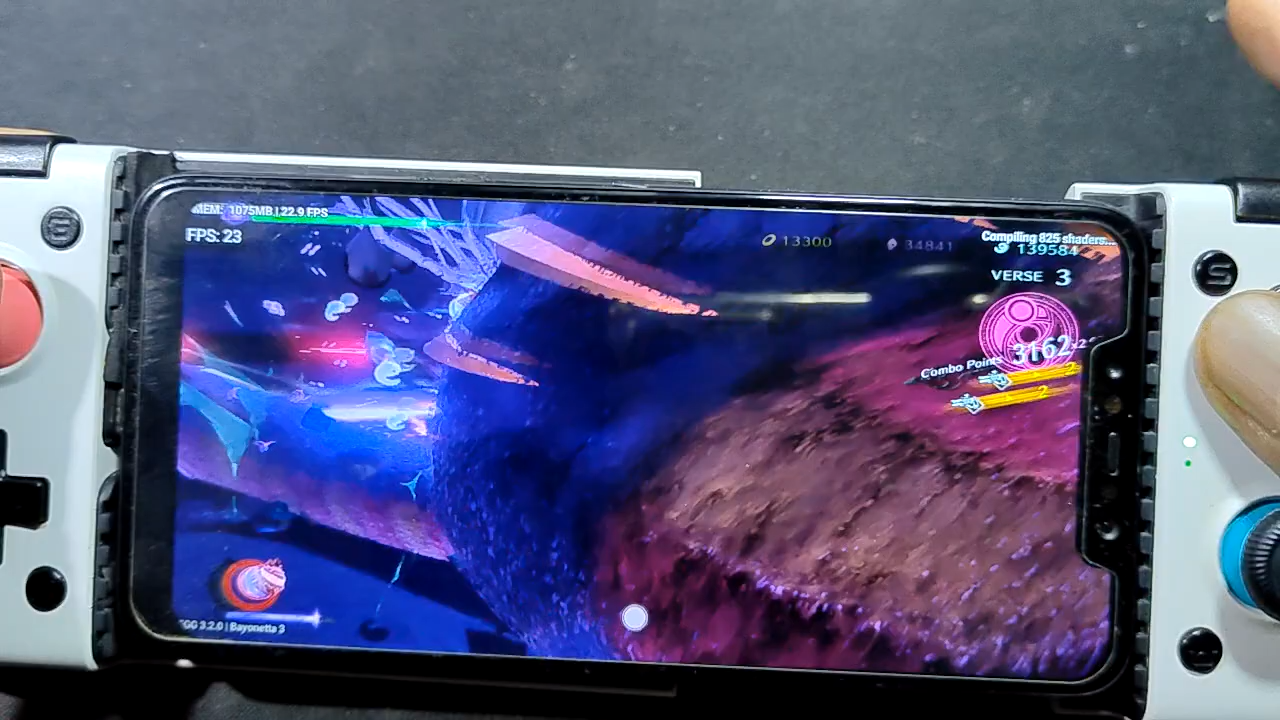 MEM: 1075MB | 22.9 FPS
FPS: 23
13300
34841
Compiling 825 shaders...
139584
VERSE 3
3162
Combo Points
2
2
EGG 3.2.0 | Bayonetta 3
S